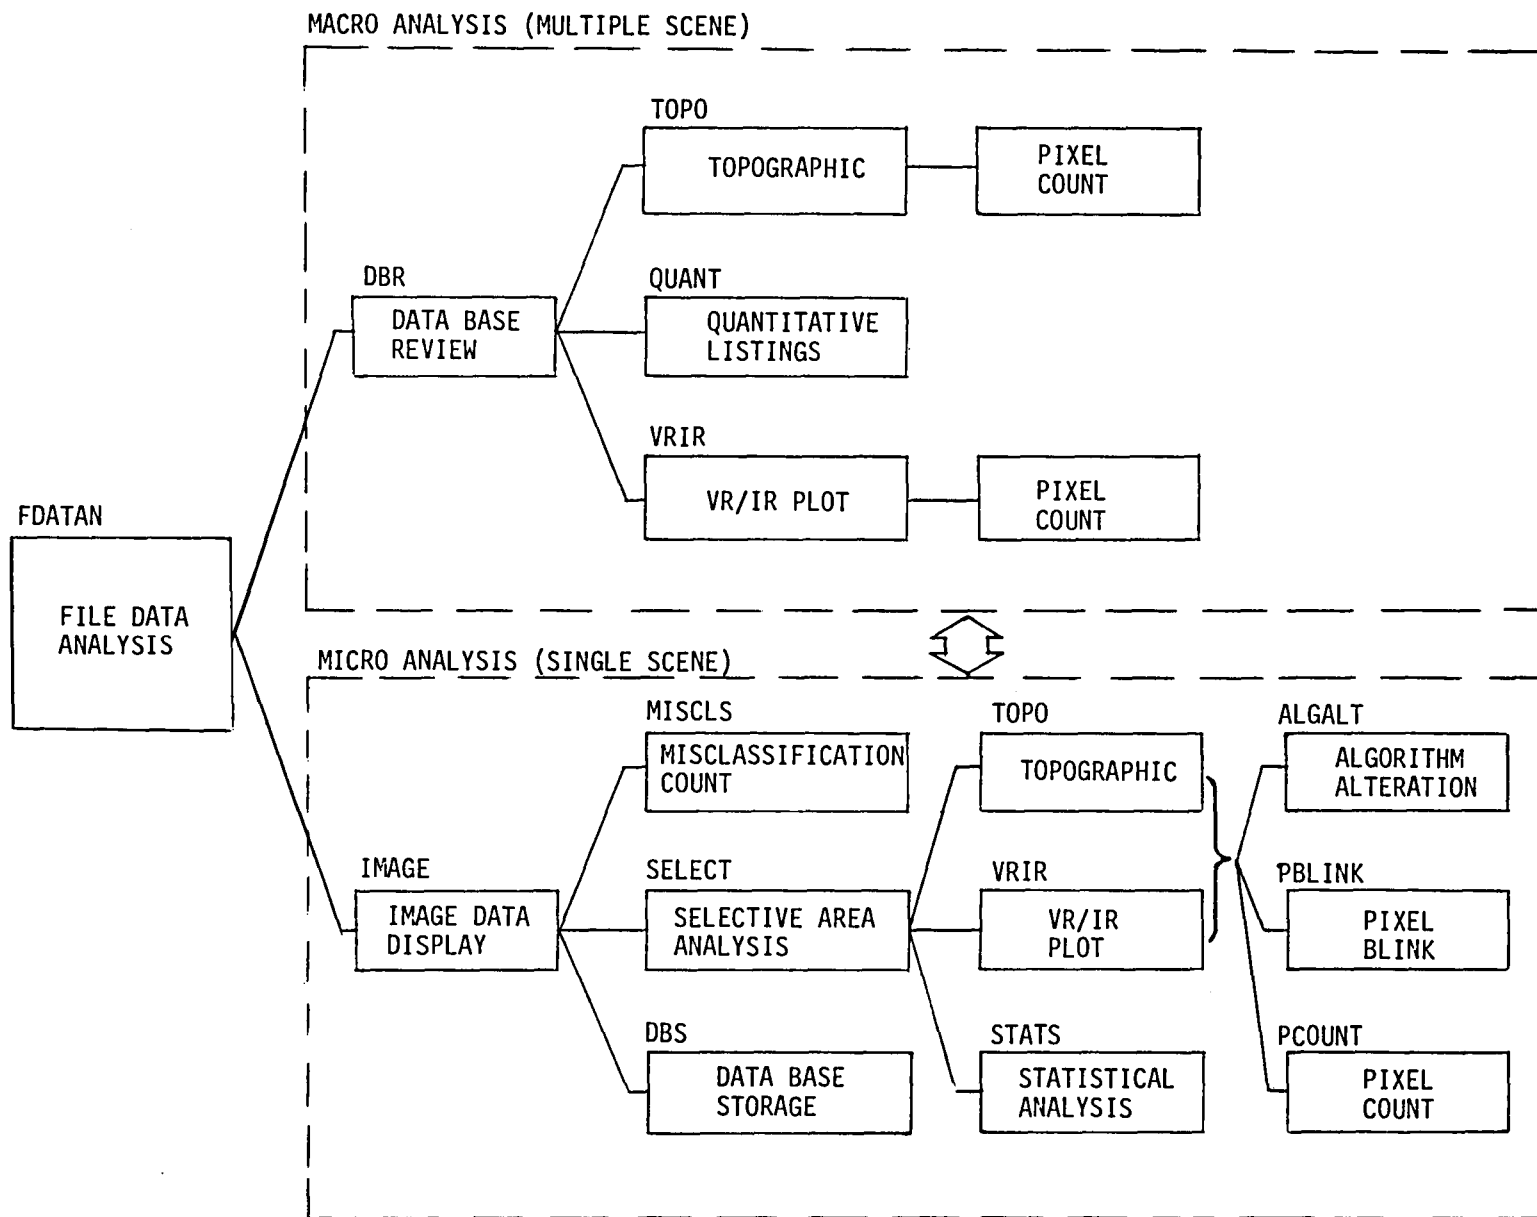 MACRO ANALYSIS (MULTIPLE SCENE)
TOPO
TOPOGRAPHIC
PIXEL
COUNT
DBR
DATA BASE
REVIEW
QUANT
QUANTITATIVE
LISTINGS
VRIR
VR/IR PLOT
PIXEL
COUNT
FDATAN
FILE DATA
ANALYSIS
MICRO ANALYSIS (SINGLE SCENE)
MISCLS
MISCLASSIFICATION
COUNT
TOPO
TOPOGRAPHIC
ALGALT
ALGORITHM
ALTERATION
IMAGE
IMAGE DATA
DISPLAY
SELECT
SELECTIVE AREA
ANALYSIS
VRIR
VR/IR
PLOT
PBLINK
PIXEL
BLINK
DBS
DATA BASE
STORAGE
STATS
STATISTICAL
ANALYSIS
PCOUNT
PIXEL
COUNT